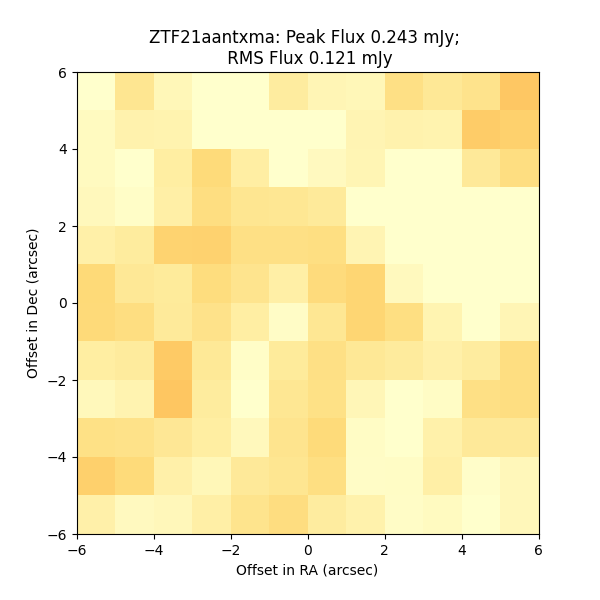 ZTF21aantxma: Peak Flux 0.243 mJy;
RMS Flux 0.121 mJy
6
4
2
0
−2
−4
−6
Offset in Dec (arcsec)
−6 −4 −2 0 2 4 6
Offset in RA (arcsec)